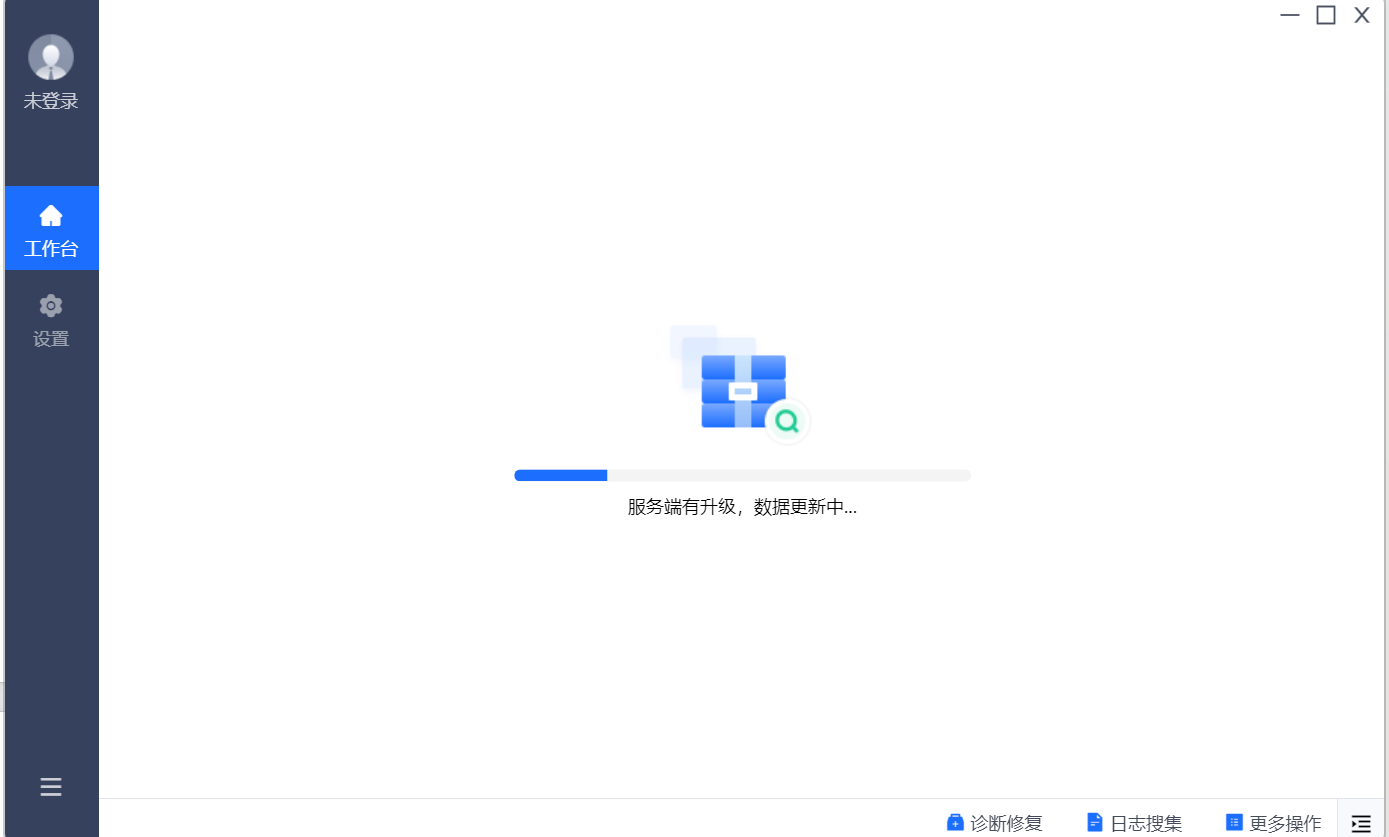 未登录
工作台
设置
服务端有升级，数据更新中...
诊断修复
日志搜集
更多操作